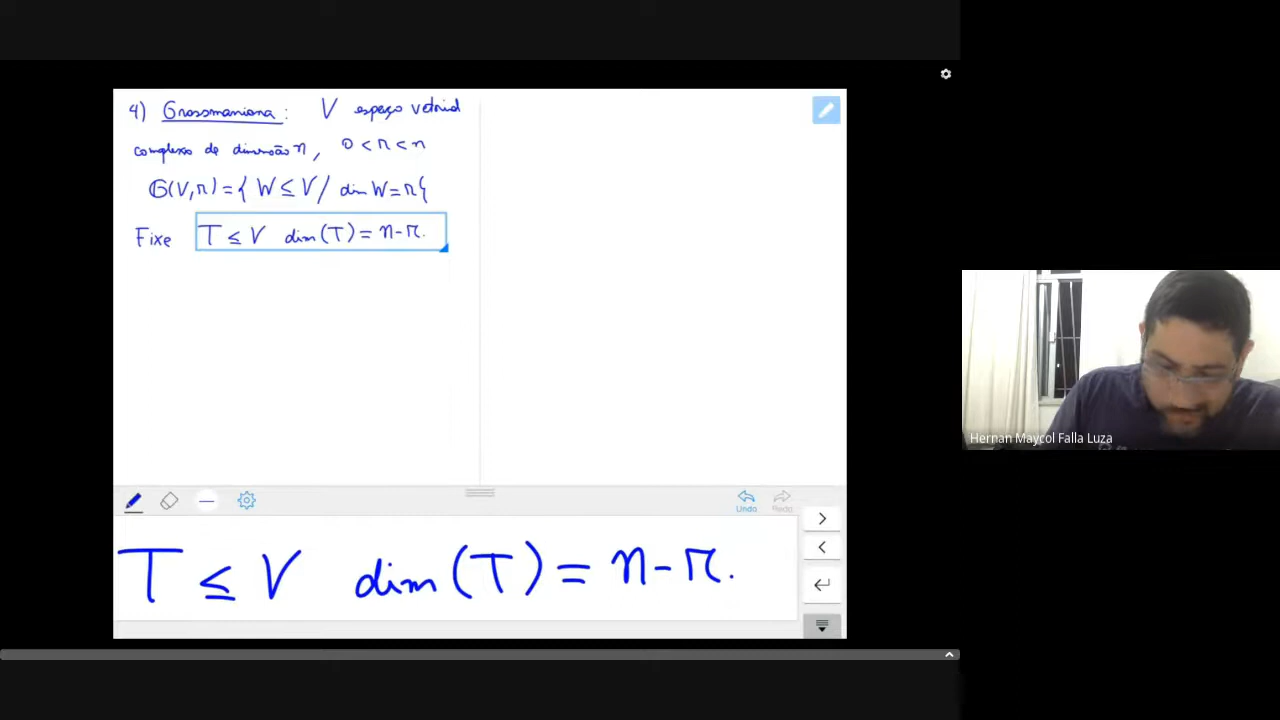 4) Grassmaniana: V espaço vetorial
complexo de dimensão n, 0 < r < n
G(V,r) = { W ≤ V / dim W = r }
Fixe T ≤ V dim(T) = n-r.
Undo
Redo
T ≤ V dim(T) = n-r.
Hernan Maycol Falla Luza